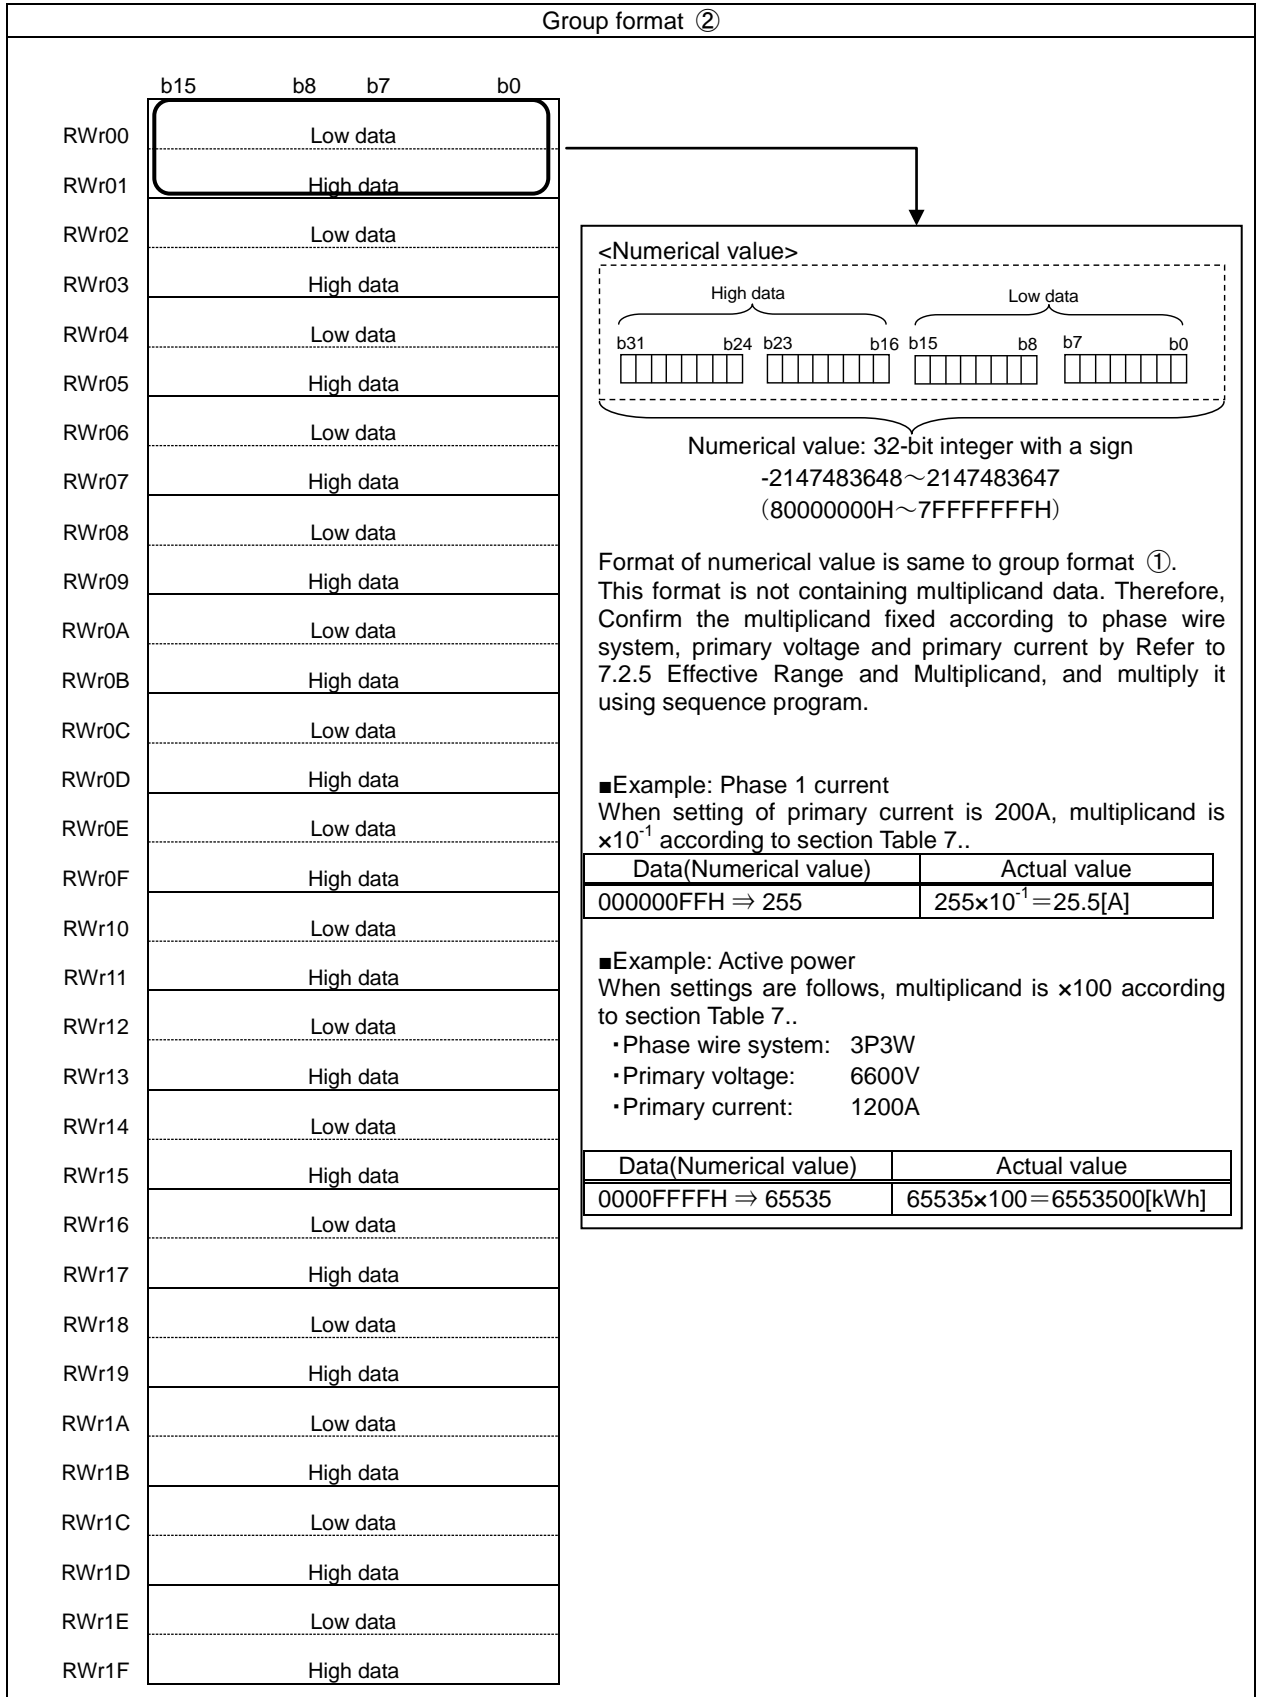 Group format ②
b15 b8 b7 b0
RWr00 Low data
RWr01 High data
RWr02 Low data
RWr03 High data
RWr04 Low data
RWr05 High data
RWr06 Low data
RWr07 High data
RWr08 Low data
RWr09 High data
RWr0A Low data
RWr0B High data
RWr0C Low data
RWr0D High data
RWr0E Low data
RWr0F High data
RWr10 Low data
RWr11 High data
RWr12 Low data
RWr13 High data
RWr14 Low data
RWr15 High data
RWr16 Low data
RWr17 High data
RWr18 Low data
RWr19 High data
RWr1A Low data
RWr1B High data
RWr1C Low data
RWr1D High data
RWr1E Low data
RWr1F High data
<Numerical value>
High data Low data
b31 b24 b23 b16 b15 b8 b7 b0
Numerical value: 32-bit integer with a sign
-2147483648～2147483647
（80000000H～7FFFFFFFH）
Format of numerical value is same to group format ①.
This format is not containing multiplicand data. Therefore,
Confirm the multiplicand fixed according to phase wire
system, primary voltage and primary current by Refer to
7.2.5 Effective Range and Multiplicand, and multiply it
using sequence program.
■Example: Phase 1 current
When setting of primary current is 200A, multiplicand is
×10⁻¹ according to section Table 7..
Data(Numerical value) Actual value
000000FFH ⇒ 255 255×10⁻¹＝25.5[A]
■Example: Active power
When settings are follows, multiplicand is ×100 according
to section Table 7..
・Phase wire system: 3P3W
・Primary voltage: 6600V
・Primary current: 1200A
Data(Numerical value) Actual value
0000FFFFH ⇒ 65535 65535×100＝6553500[kWh]